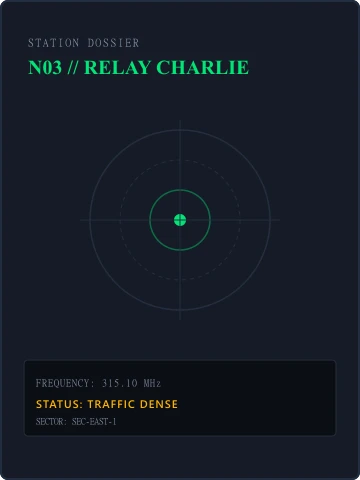 STATION DOSSIER
N03 // RELAY CHARLIE
FREQUENCY: 315.10 MHz
STATUS: TRAFFIC DENSE
SECTOR: SEC-EAST-1